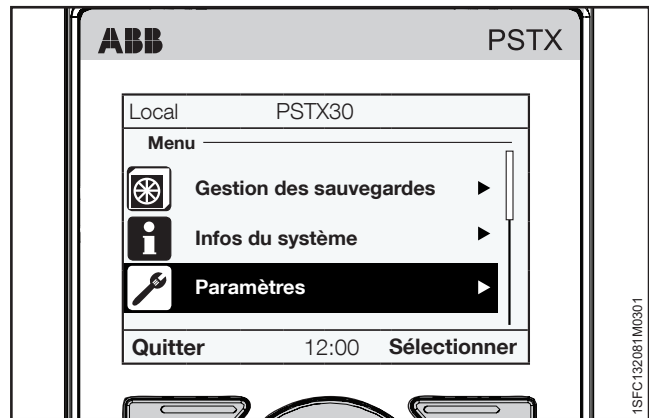 ABB PSTX
Local PSTX30
Menu
Gestion des sauvegardes
Infos du système
Paramètres
Quitter 12:00 Sélectionner
1SFC132081M0301